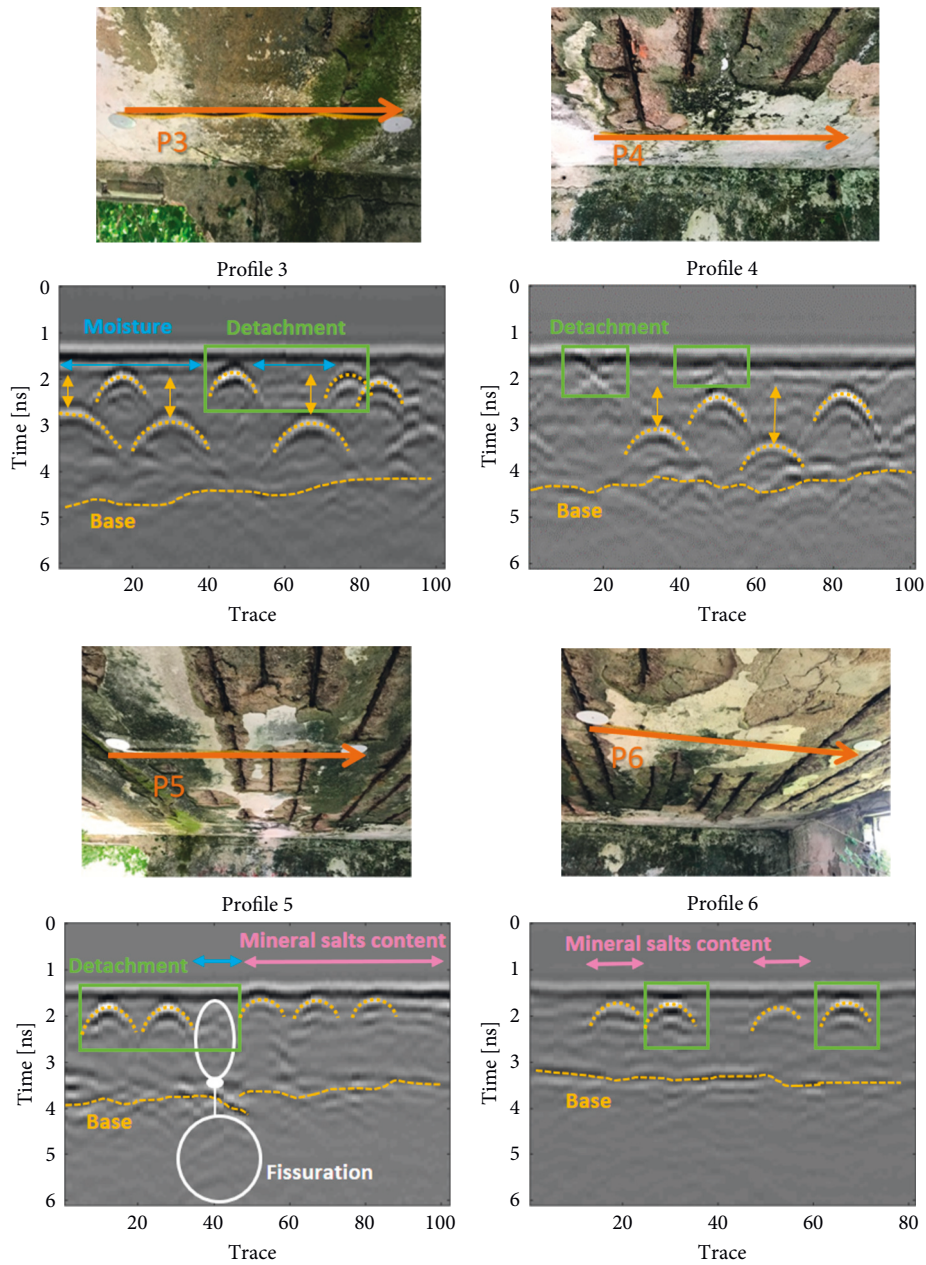 P3
P4
Profile 3
Profile 4
0
1
2
3
4
5
6
Time [ns]
Moisture
Detachment
Base
20
40
60
80
100
Trace
0
1
2
3
4
5
6
Time [ns]
Detachment
Base
20
40
60
80
100
Trace
P5
P6
Profile 5
Profile 6
0
1
2
3
4
5
6
Time [ns]
Mineral salts content
Detachment
Base
Fissuration
20
40
60
80
100
Trace
0
1
2
3
4
5
6
Time [ns]
Mineral salts content
Base
20
40
60
80
Trace